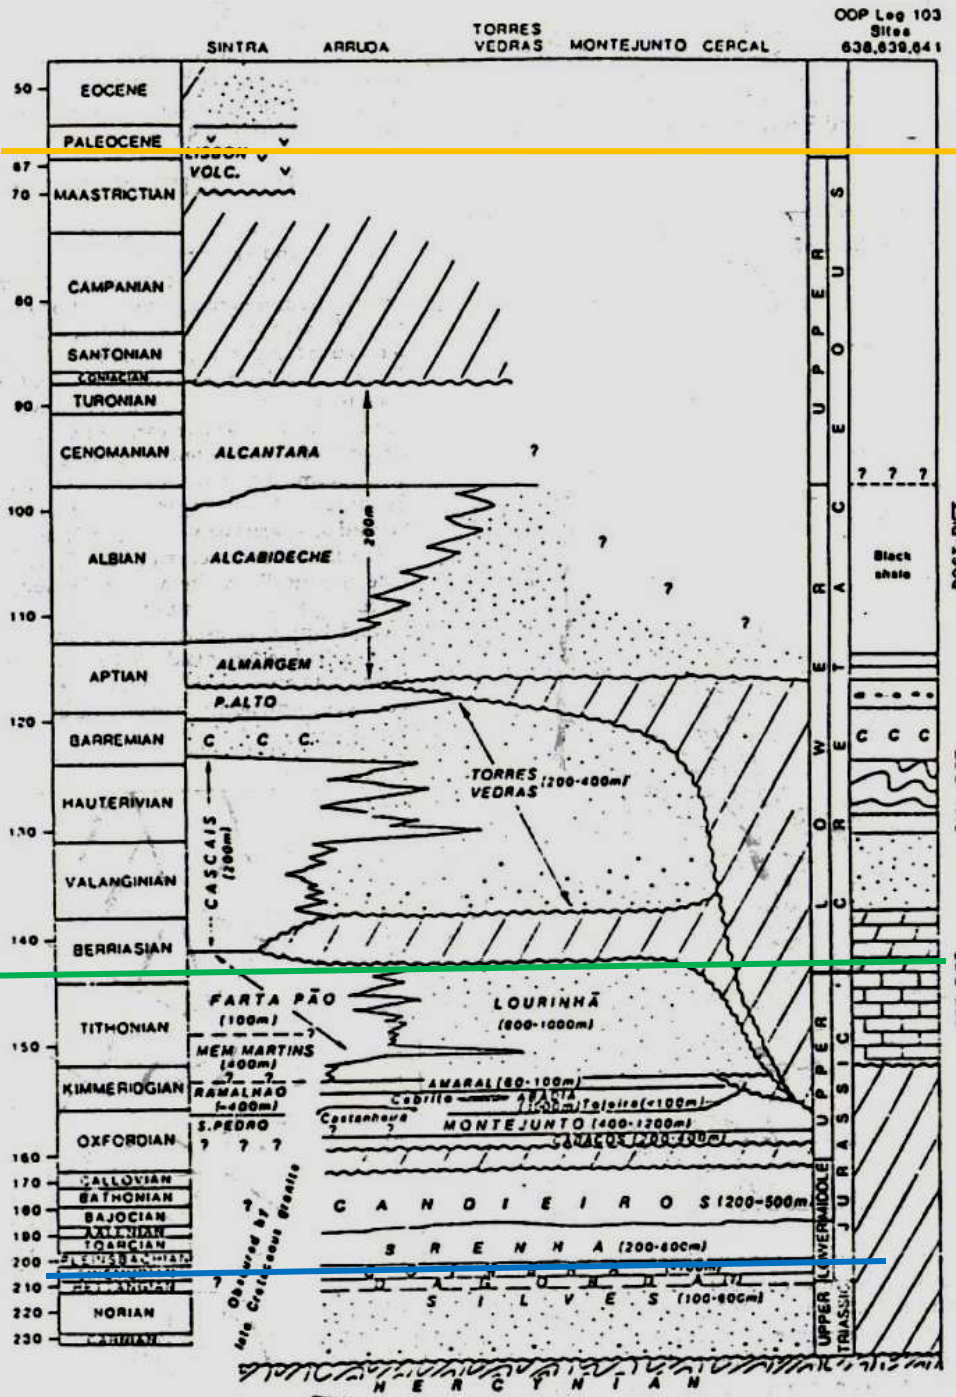 ODP Leg 103
TORRES
Sites
SINTRA ARRUDA VEDRAS MONTEJUNTO CERCAL 638,639,641
50
EOCENE
PALEOCENE
LISBON
67
VOLC.
70
MAASTRICTIAN
CAMPANIAN
80
SANTONIAN
CONIACIAN
TURONIAN
90
CENOMANIAN ALCANTARA ?
? ? ?
100
200m
?
ALBIAN ALCABIDECHE
Black
shale
?
110
?
ALMARGEM
APTIAN
P.ALTO
120
BARREMIAN C C C. C C C
TORRES [200-400m]
VEDRAS
HAUTERIVIAN
130
CASCAIS
(200m)
VALANGINIAN
140
BERRIASIAN
FARTA PÃO LOURINHÃ
(100m) (600-1000m)
?
TITHONIAN
150
MEM MARTINS
(400m)
? ?
AMARAL (60-100m)
KIMMERIDGIAN
RAMALHAO
(~400m)
Cabrito ABADIA
Tojeira (<100m)
Castanheira
S.PEDRO ? ? MONTEJUNTO (400-1200m)
OXFORDIAN
? ? ?
CABAÇOS (200-400m)
160
CALLOVIAN
170
BATHONIAN
? CANDIEIROS (200-500m)
180
BAJOCIAN
AALENIAN
190
TOARCIAN BRENHA (200-800m)
PLEINSBACHIAN
200
HETTANGIAN
? DAGORDA (?)
210
SILVES (100-600m)
220
NORIAN
230
CARNIAN
Obscured by
late Cretaceous granite
HERCYNIAN
UPPER
LOWER
CRETACEOUS
UPPER
MIDDLE
LOWER
JURASSIC
UPPER
TRIASSIC